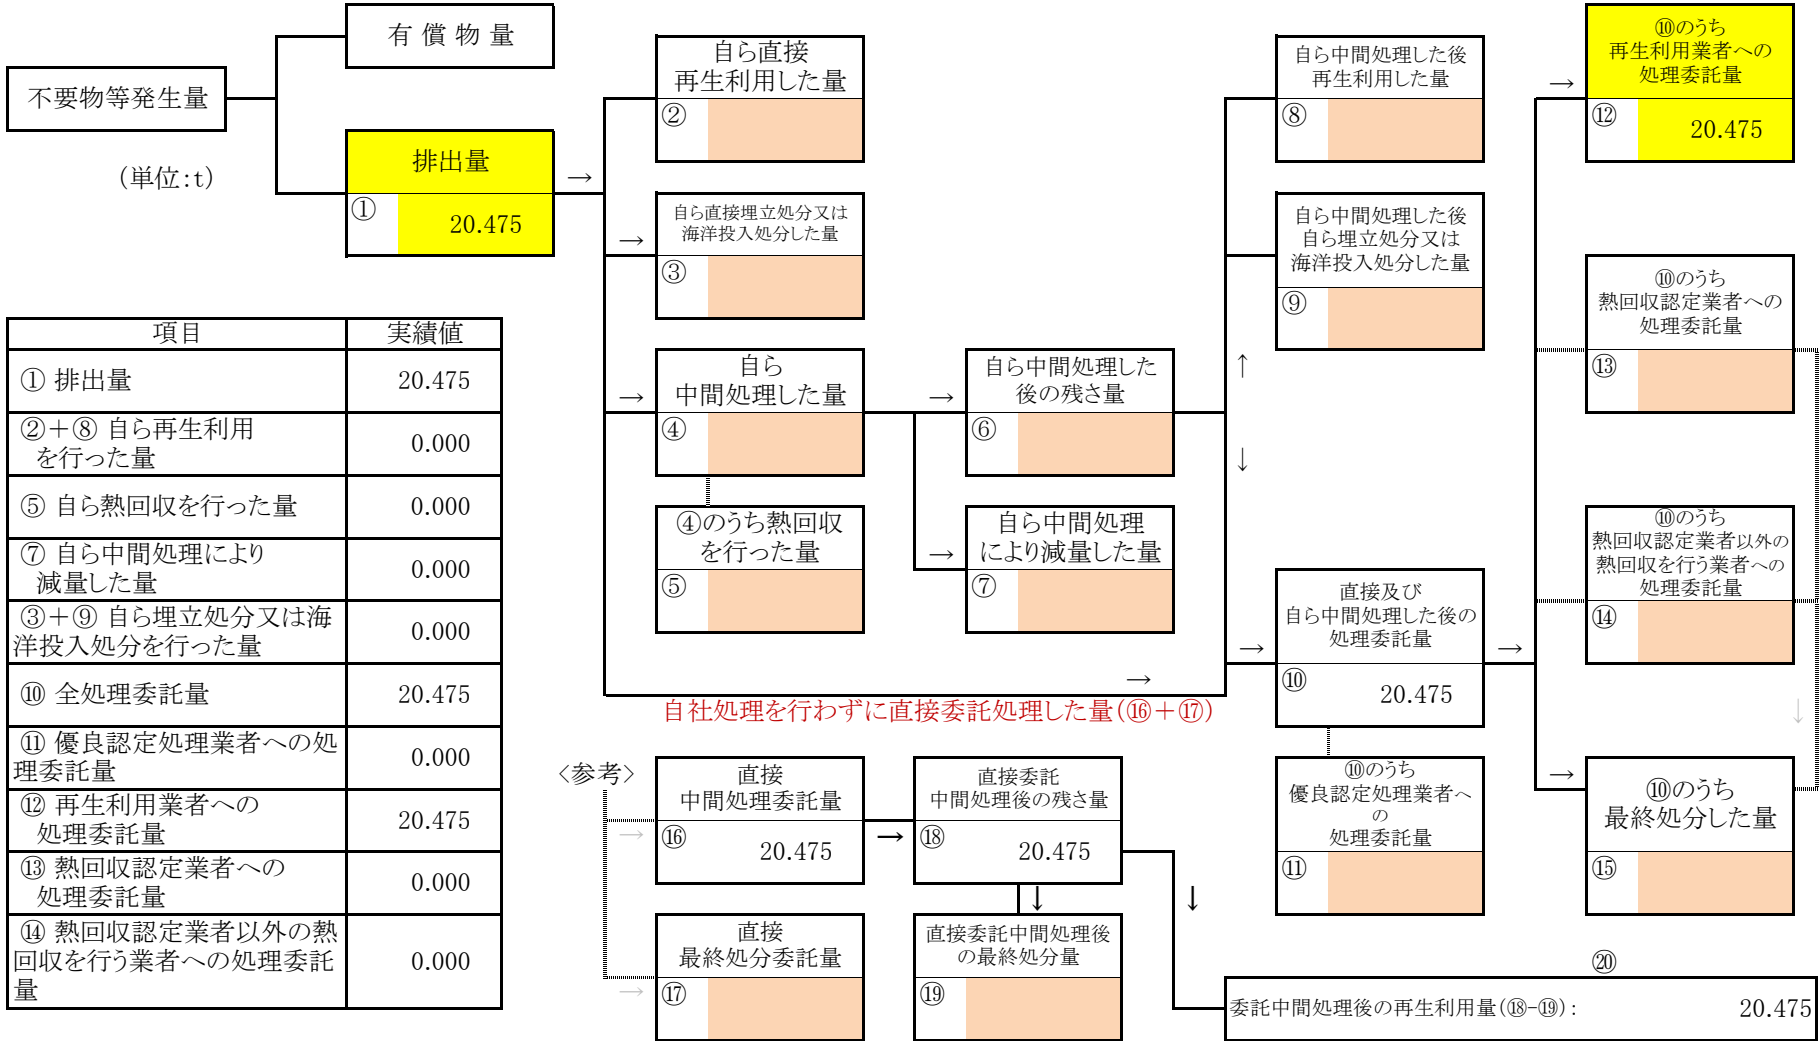 有 償 物 量
不要物等発生量
(単位:t)
排出量
→
①
20.475
自ら直接
再生利用した量
②
→
自ら直接埋立処分又は
海洋投入処分した量
③
→
自ら
中間処理した量
④
④のうち熱回収
を行った量
⑤
→
自ら中間処理した
後の残さ量
⑥
→
自ら中間処理
により減量した量
⑦
自ら中間処理した後
再生利用した量
⑧
自ら中間処理した後
自ら埋立処分又は
海洋投入処分した量
⑨
↑
↓
→
直接及び
自ら中間処理した後の
処理委託量
⑩
20.475
→
→
⑩のうち
再生利用業者への
処理委託量
⑫
20.475
⑩のうち
熱回収認定業者への
処理委託量
⑬
⑩のうち
熱回収認定業者以外の
熱回収を行う業者への
処理委託量
⑭
↓
→
⑩のうち
最終処分した量
⑮
⑩のうち
優良認定処理業者へ
の
処理委託量
⑪
→
自社処理を行わずに直接委託処理した量(⑯+⑰)
<参考>
→
直接
中間処理委託量
⑯
20.475
→
直接委託
中間処理後の残さ量
⑱
20.475
↓
↓
→
直接
最終処分委託量
⑰
直接委託中間処理後
の最終処分量
⑲
⑳
委託中間処理後の再生利用量(⑱-⑲):
20.475
項目 実績値
① 排出量 20.475
②+⑧ 自ら再生利用
を行った量 0.000
⑤ 自ら熱回収を行った量 0.000
⑦ 自ら中間処理により
減量した量 0.000
③+⑨ 自ら埋立処分又は海
洋投入処分を行った量 0.000
⑩ 全処理委託量 20.475
⑪ 優良認定処理業者への処
理委託量 0.000
⑫ 再生利用業者への
処理委託量 20.475
⑬ 熱回収認定業者への
処理委託量 0.000
⑭ 熱回収認定業者以外の熱
回収を行う業者への処理委託
量 0.000